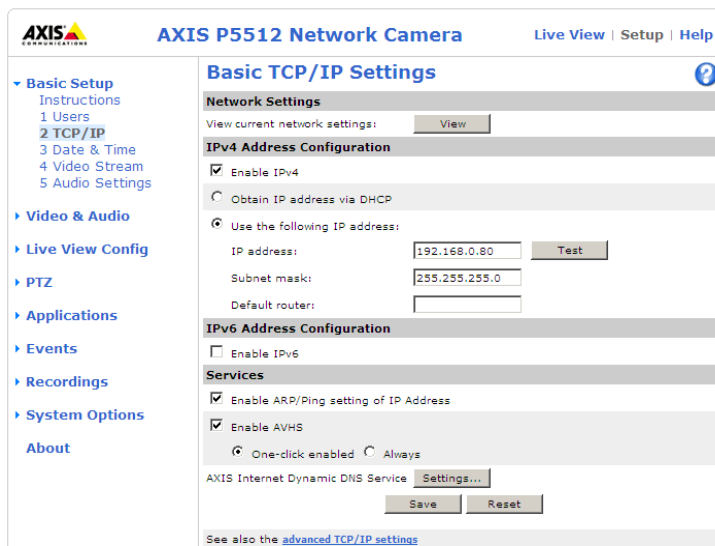 AXIS
COMMUNICATIONS
AXIS P5512 Network Camera
Live View | Setup | Help
Basic Setup
Instructions
1 Users
2 TCP/IP
3 Date & Time
4 Video Stream
5 Audio Settings
Video & Audio
Live View Config
PTZ
Applications
Events
Recordings
System Options
About
Basic TCP/IP Settings
?
Network Settings
View current network settings: View
IPv4 Address Configuration
Enable IPv4
Obtain IP address via DHCP
Use the following IP address:
IP address: 192.168.0.80 Test
Subnet mask: 255.255.255.0
Default router:
IPv6 Address Configuration
Enable IPv6
Services
Enable ARP/Ping setting of IP Address
Enable AVHS
One-click enabled Always
AXIS Internet Dynamic DNS Service Settings...
Save Reset
See also the advanced TCP/IP settings